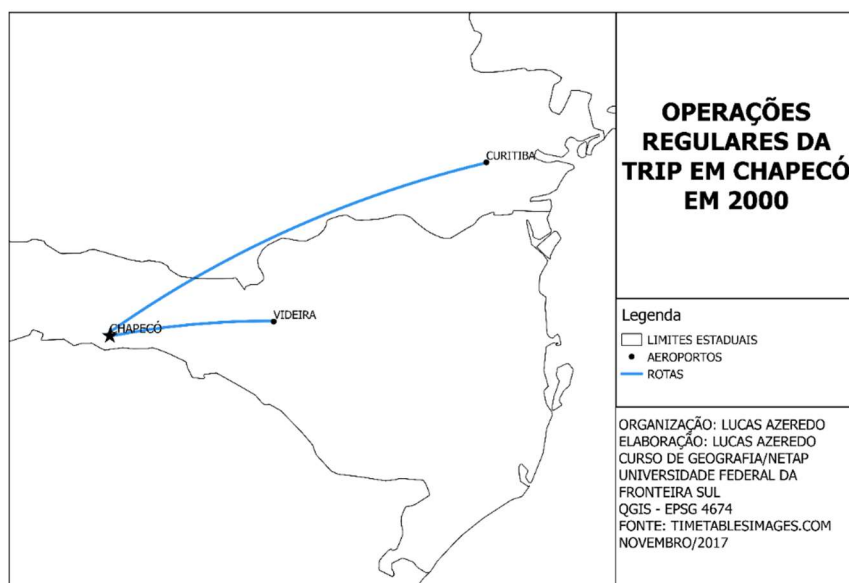 CURITIBA
VIDEIRA
CHAPECÓ
OPERAÇÕES
REGULARES DA
TRIP EM CHAPECÓ
EM 2000
Legenda
LIMITES ESTADUAIS
AEROPORTOS
ROTAS
ORGANIZAÇÃO: LUCAS AZEREDO
ELABORAÇÃO: LUCAS AZEREDO
CURSO DE GEOGRAFIA/NETAP
UNIVERSIDADE FEDERAL DA
FRONTEIRA SUL
QGIS - EPSG 4674
FONTE: TIMETABLESIMAGES.COM
NOVEMBRO/2017